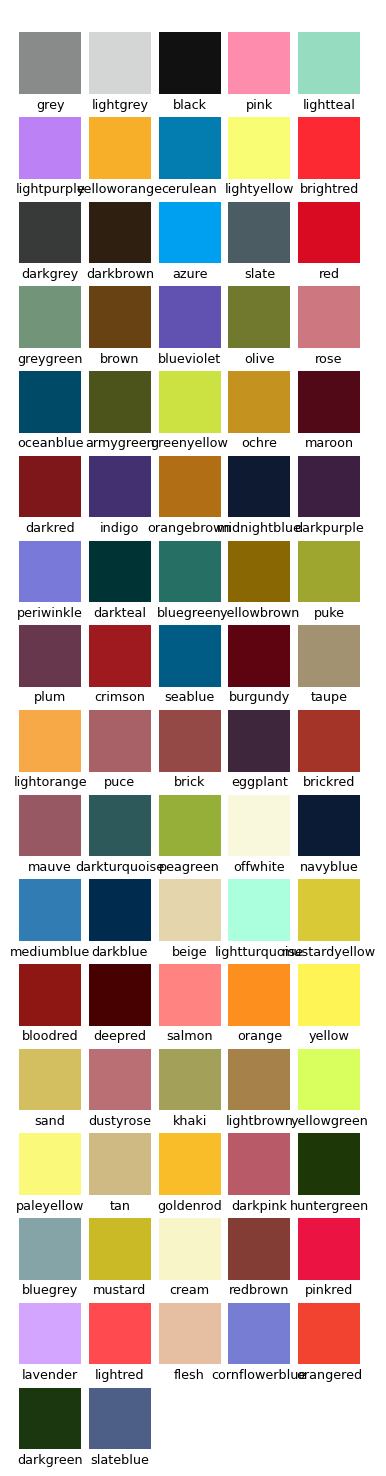 grey lightgrey black pink lightteal
lightpurple yelloworange cerulean lightyellow brightred
darkgrey darkbrown azure slate red
greygreen brown blueviolet olive rose
oceanblue armygreen greenyellow ochre maroon
darkred indigo orangebrown midnightblue darkpurple
periwinkle darkteal bluegreen yellowbrown puke
plum crimson seablue burgundy taupe
lightorange puce brick eggplant brickred
mauve darkturquoise peagreen offwhite navyblue
mediumblue darkblue beige lightturquoise mustardyellow
bloodred deepred salmon orange yellow
sand dustyrose khaki lightbrown yellowgreen
paleyellow tan goldenrod darkpink huntergreen
bluegrey mustard cream redbrown pinkred
lavender lightred flesh cornflowerblue orangered
darkgreen slateblue